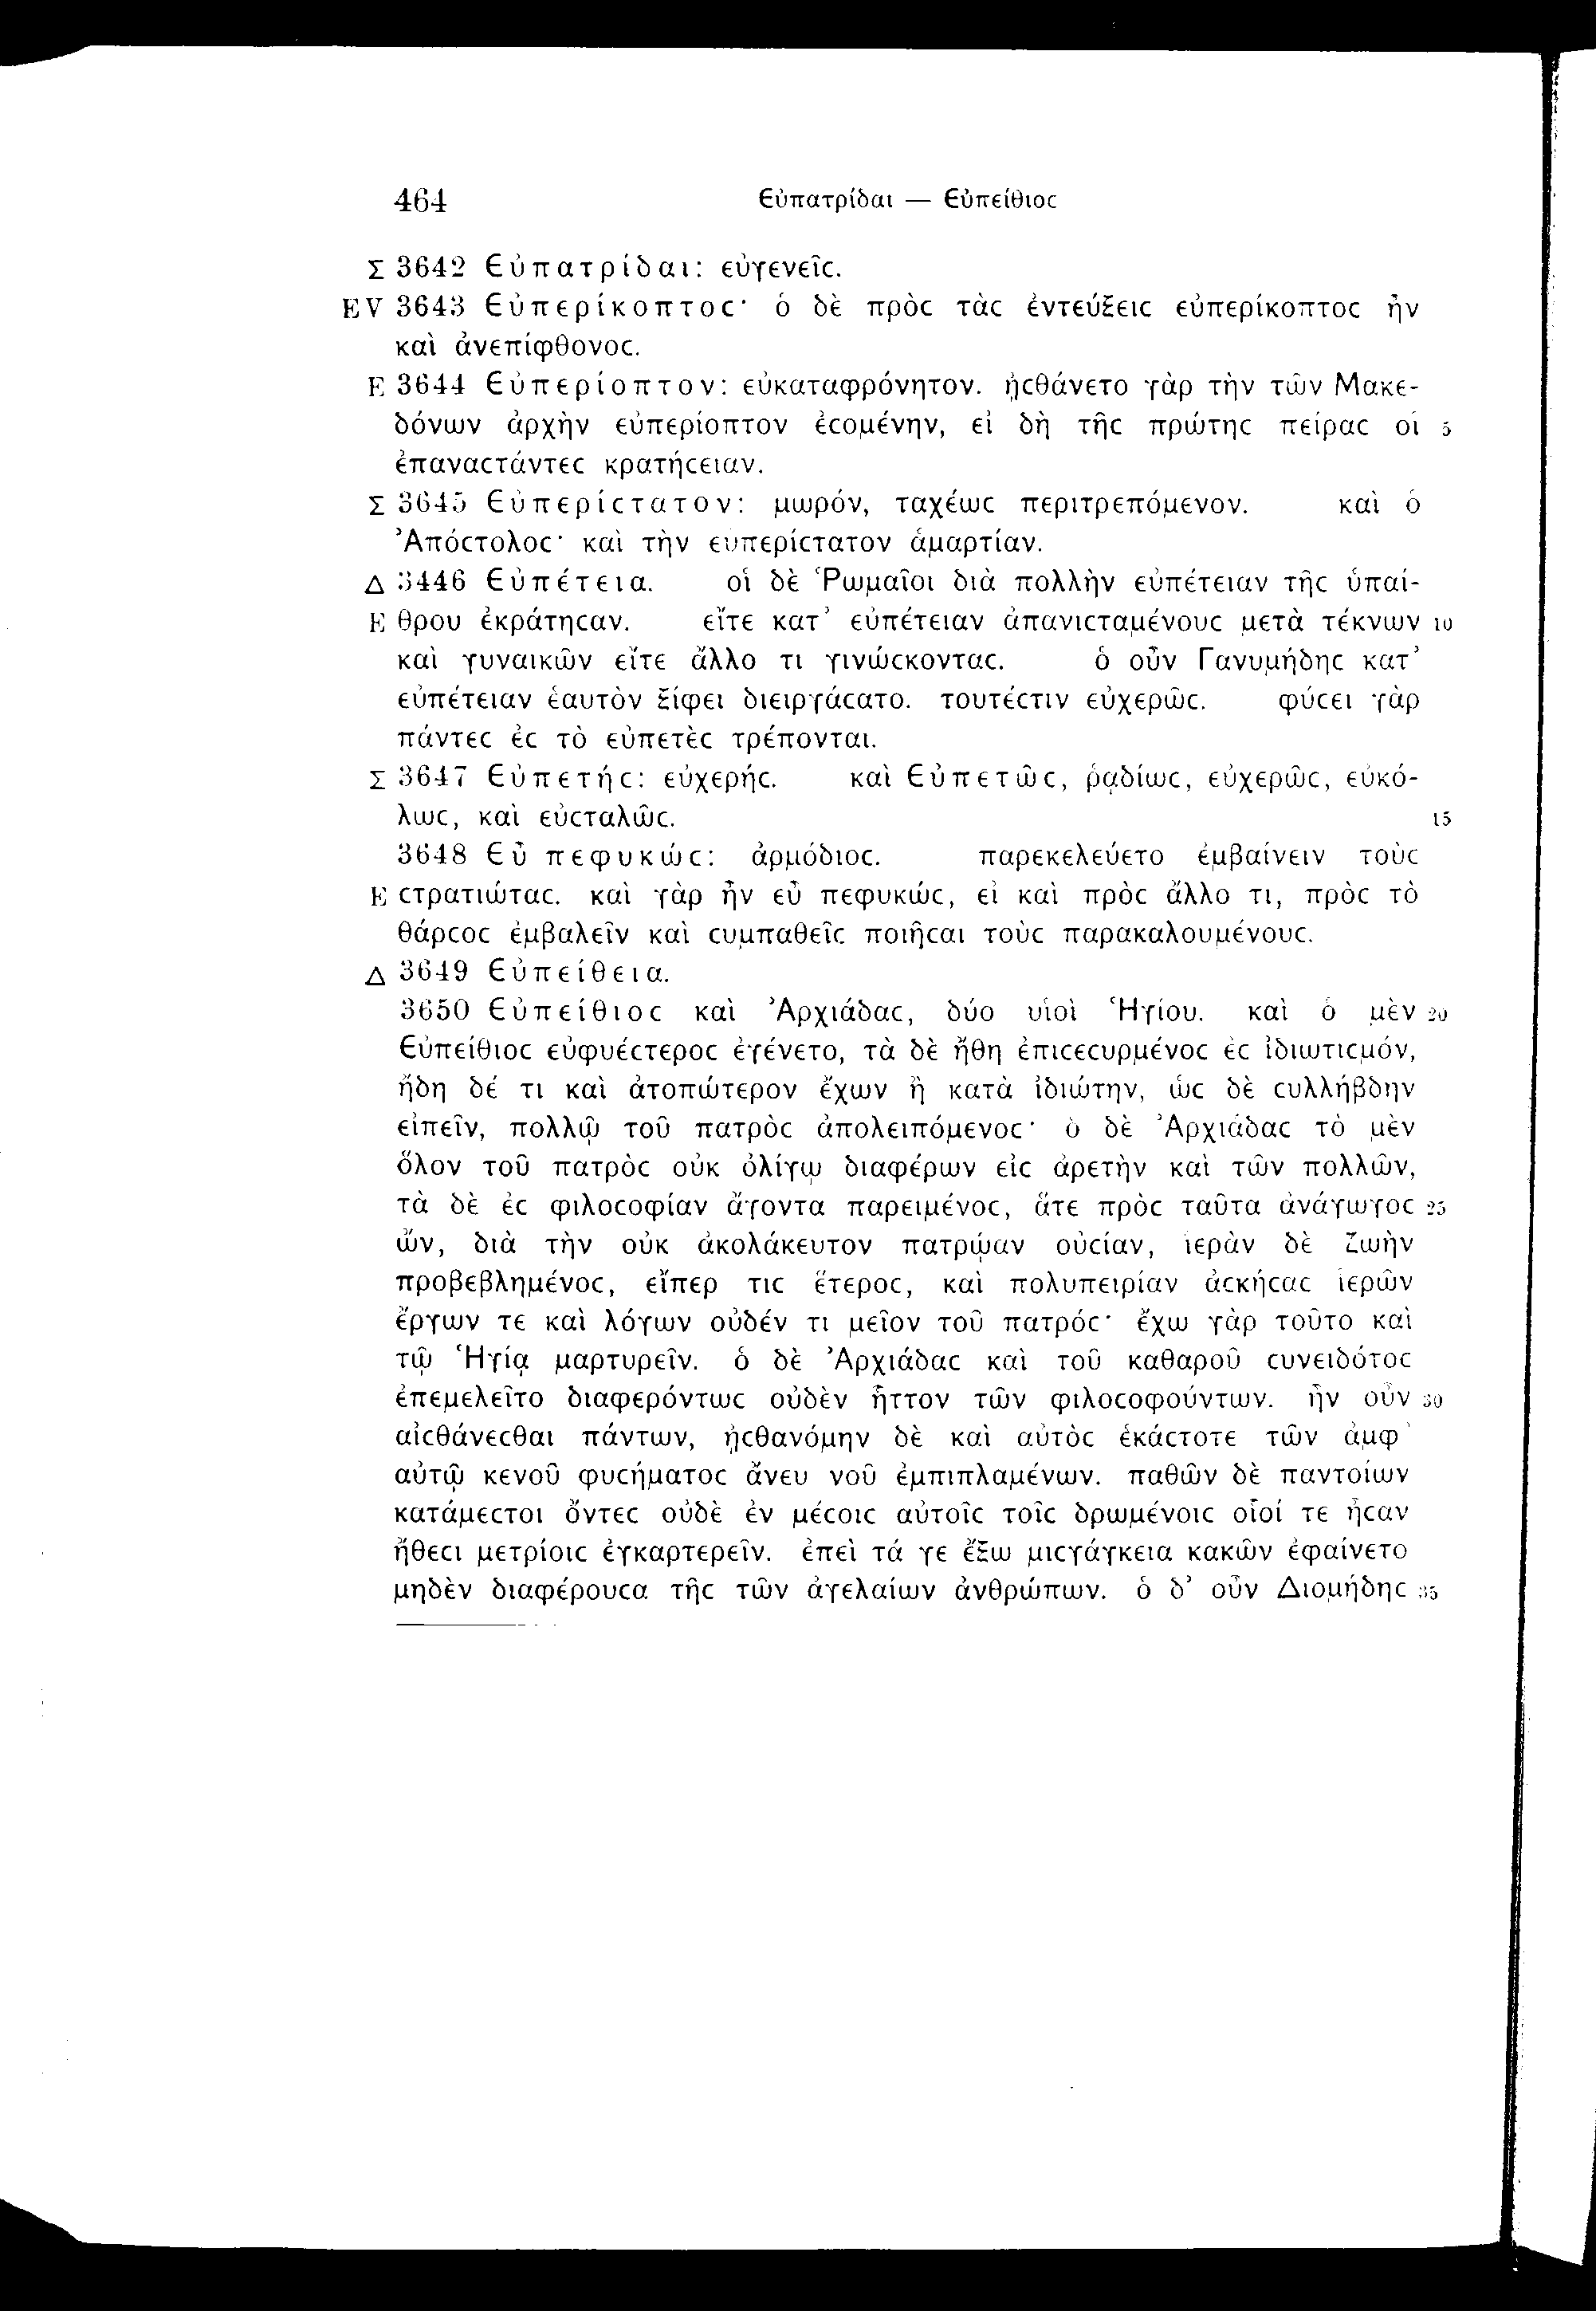 464 Εὐπατρίδαι — Εὐπείθιος
Σ 3642 Εὐπατρίδαι: εὐγενεῖς.
EV 3643 Εὐπερίκοπτος· ὁ δὲ πρὸς τὰς ἐντεύξεις εὐπερίκοπτος ἦν
καὶ ἀνεπίφθονος.
E 3644 Εὐπερίοπτον: εὐκαταφρόνητον. ᾐσθάνετο γὰρ τὴν τῶν Μακε-
δόνων ἀρχὴν εὐπερίοπτον ἐσομένην, εἰ δὴ τῆς πρώτης πείρας οἱ 5
ἐπαναστάντες κρατήσειαν.
Σ 3645 Εὐπερίστατον: μωρόν, ταχέως περιτρεπόμενον. καὶ ὁ
Ἀπόστολος· καὶ τὴν εὐπερίστατον ἁμαρτίαν.
Δ 3446 Εὐπέτεια. οἱ δὲ Ῥωμαῖοι διὰ πολλὴν εὐπέτειαν τῆς ὑπαί-
E θρου ἐκράτησαν. εἴτε κατ’ εὐπέτειαν ἀπανισταμένους μετὰ τέκνων 10
καὶ γυναικῶν εἴτε ἄλλο τι γινώσκοντας. ὁ οὖν Γανυμήδης κατ’
εὐπέτειαν ἑαυτὸν ξίφει διειργάσατο. τουτέστιν εὐχερῶς. φύσει γὰρ
πάντες ἐς τὸ εὐπετὲς τρέπονται.
Σ 3647 Εὐπετής: εὐχερής. καὶ Εὐπετῶς, ῥᾳδίως, εὐχερῶς, εὐκό-
λως, καὶ εὐσταλῶς. 15
3648 Εὖ πεφυκώς: ἁρμόδιος. παρεκελεύετο ἐμβαίνειν τοὺς
E στρατιώτας. καὶ γὰρ ἦν εὖ πεφυκώς, εἰ καὶ πρὸς ἄλλο τι, πρὸς τὸ
θάρσος ἐμβαλεῖν καὶ συμπαθεῖς ποιῆσαι τοὺς παρακαλουμένους.
Δ 3649 Εὐπείθεια.
3650 Εὐπείθιος καὶ Ἀρχιάδας, δύο υἱοὶ Ἡγίου. καὶ ὁ μὲν 20
Εὐπείθιος εὐφυέστερος ἐγένετο, τὰ δὲ ἤθη ἐπισεσυρμένος ἐς ἰδιωτισμόν,
ἤδη δέ τι καὶ ἀτοπώτερον ἔχων ἢ κατὰ ἰδιώτην, ὡς δὲ συλλήβδην
εἰπεῖν, πολλῷ τοῦ πατρὸς ἀπολειπόμενος· ὁ δὲ Ἀρχιάδας τὸ μὲν
ὅλον τοῦ πατρὸς οὐκ ὀλίγῳ διαφέρων εἰς ἀρετὴν καὶ τῶν πολλῶν,
τὰ δὲ ἐς φιλοσοφίαν ἄγοντα παρειμένος, ἅτε πρὸς ταῦτα ἀνάγωγος 25
ὤν, διὰ τὴν οὐκ ἀκολάκευτον πατρῴαν οὐσίαν, ἱερὰν δὲ ζωὴν
προβεβλημένος, εἴπερ τις ἕτερος, καὶ πολυπειρίαν ἀσκήσας ἱερῶν
ἔργων τε καὶ λόγων οὐδέν τι μεῖον τοῦ πατρός· ἔχω γὰρ τοῦτο καὶ
τῷ Ἡγίᾳ μαρτυρεῖν. ὁ δὲ Ἀρχιάδας καὶ τοῦ καθαροῦ συνειδότος
ἐπεμελεῖτο διαφερόντως οὐδὲν ἧττον τῶν φιλοσοφούντων. ἦν οὖν 30
αἰσθάνεσθαι πάντων, ᾐσθανόμην δὲ καὶ αὐτὸς ἑκάστοτε τῶν ἀμφ’
αὐτῷ κενοῦ φυσήματος ἄνευ νοῦ ἐμπιπλαμένων. παθῶν δὲ παντοίων
κατάμεστοι ὄντες οὐδὲ ἐν μέσοις αὐτοῖς τοῖς δρωμένοις οἷοί τε ἦσαν
ἤθεσι μετρίοις ἐγκαρτερεῖν. ἐπεὶ τά γε ἔξω μισγάγκεια κακῶν ἐφαίνετο
μηδὲν διαφέρουσα τῆς τῶν ἀγελαίων ἀνθρώπων. ὁ δ’ οὖν Διομήδης 35